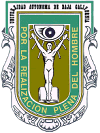 UNIVERSIDAD AUTONOMA DE BAJA CALIFORNIA
POR LA REALIZACION PLENA DEL HOMBRE